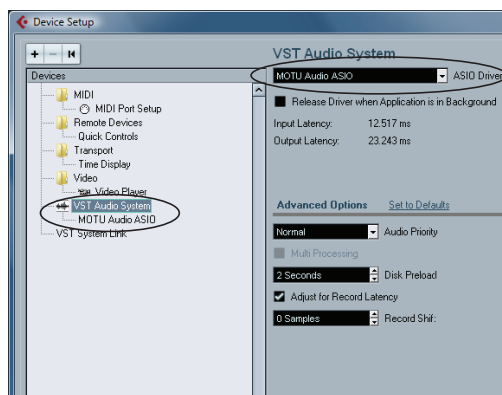 Device Setup
+ – |◄
Devices
MIDI
MIDI Port Setup
Remote Devices
Quick Controls
Transport
Time Display
Video
Video Player
VST Audio System
MOTU Audio ASIO
VST System Link
VST Audio System
MOTU Audio ASIO ASIO Driver
Release Driver when Application is in Background
Input Latency: 12.517 ms
Output Latency: 23.243 ms
Advanced Options Set to Defaults
Normal Audio Priority
Multi Processing
2 Seconds Disk Preload
Adjust for Record Latency
0 Samples Record Shif: